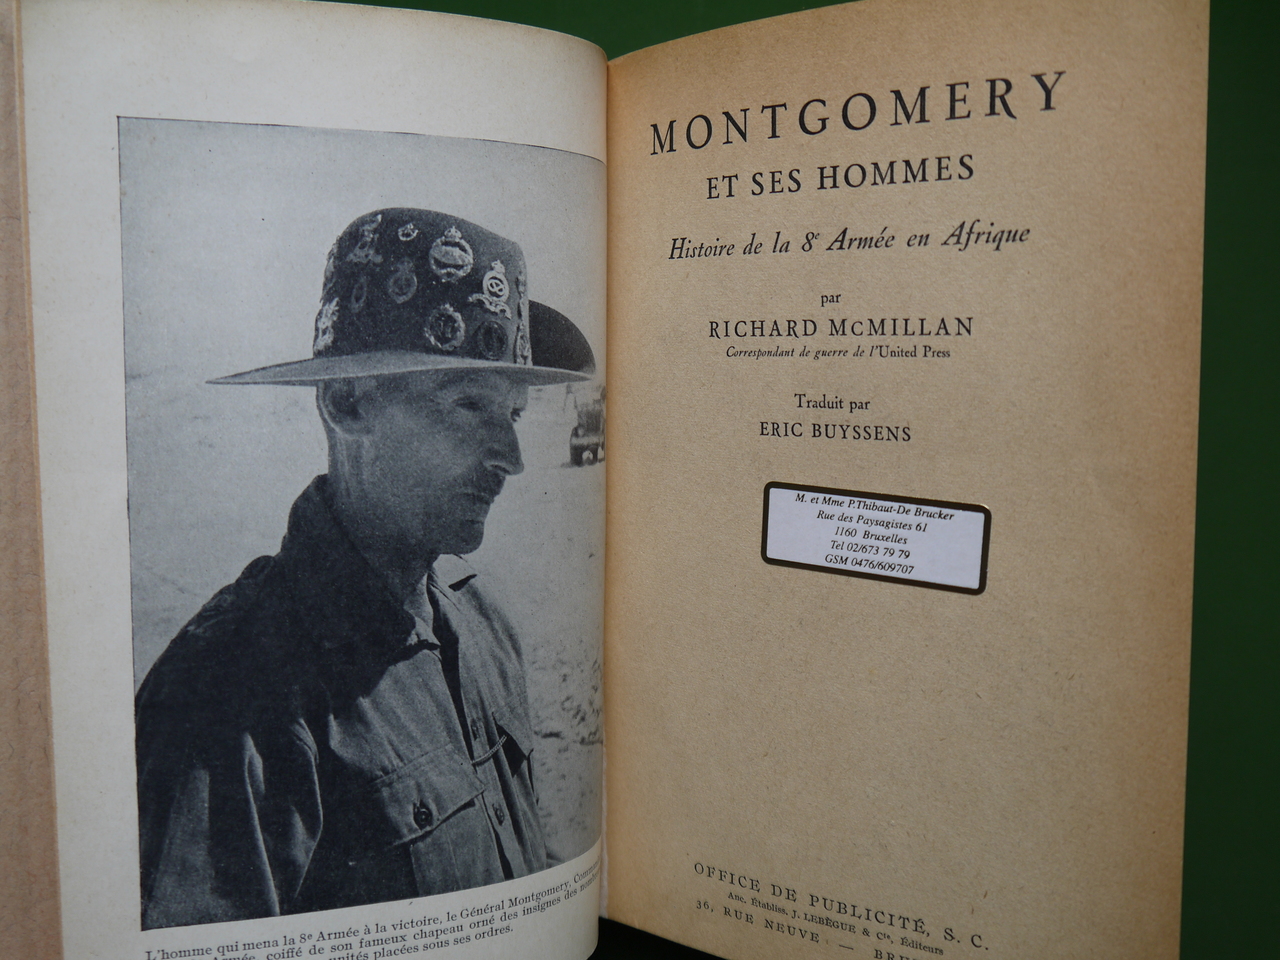 L'homme qui mena la 8e Armée à la victoire, le Général Montgomery,
Armée, coiffé de son fameux chapeau orné des insignes des
unités placées sous ses ordres.
MONTGOMERY
ET SES HOMMES
Histoire de la 8e Armée en Afrique
par
RICHARD McMILLAN
Correspondant de guerre de l'United Press
Traduit par
ERIC BUYSSENS
M. et Mme P.Thibaut-De Brucker
Rue des Paysagistes 61
1160 Bruxelles
Tel 02/673 79 79
GSM 0476/609707
OFFICE DE PUBLICITÉ, S. C.
Anc. Établiss. J. LEBÈGUE & Cie, Éditeurs
36, RUE NEUVE —